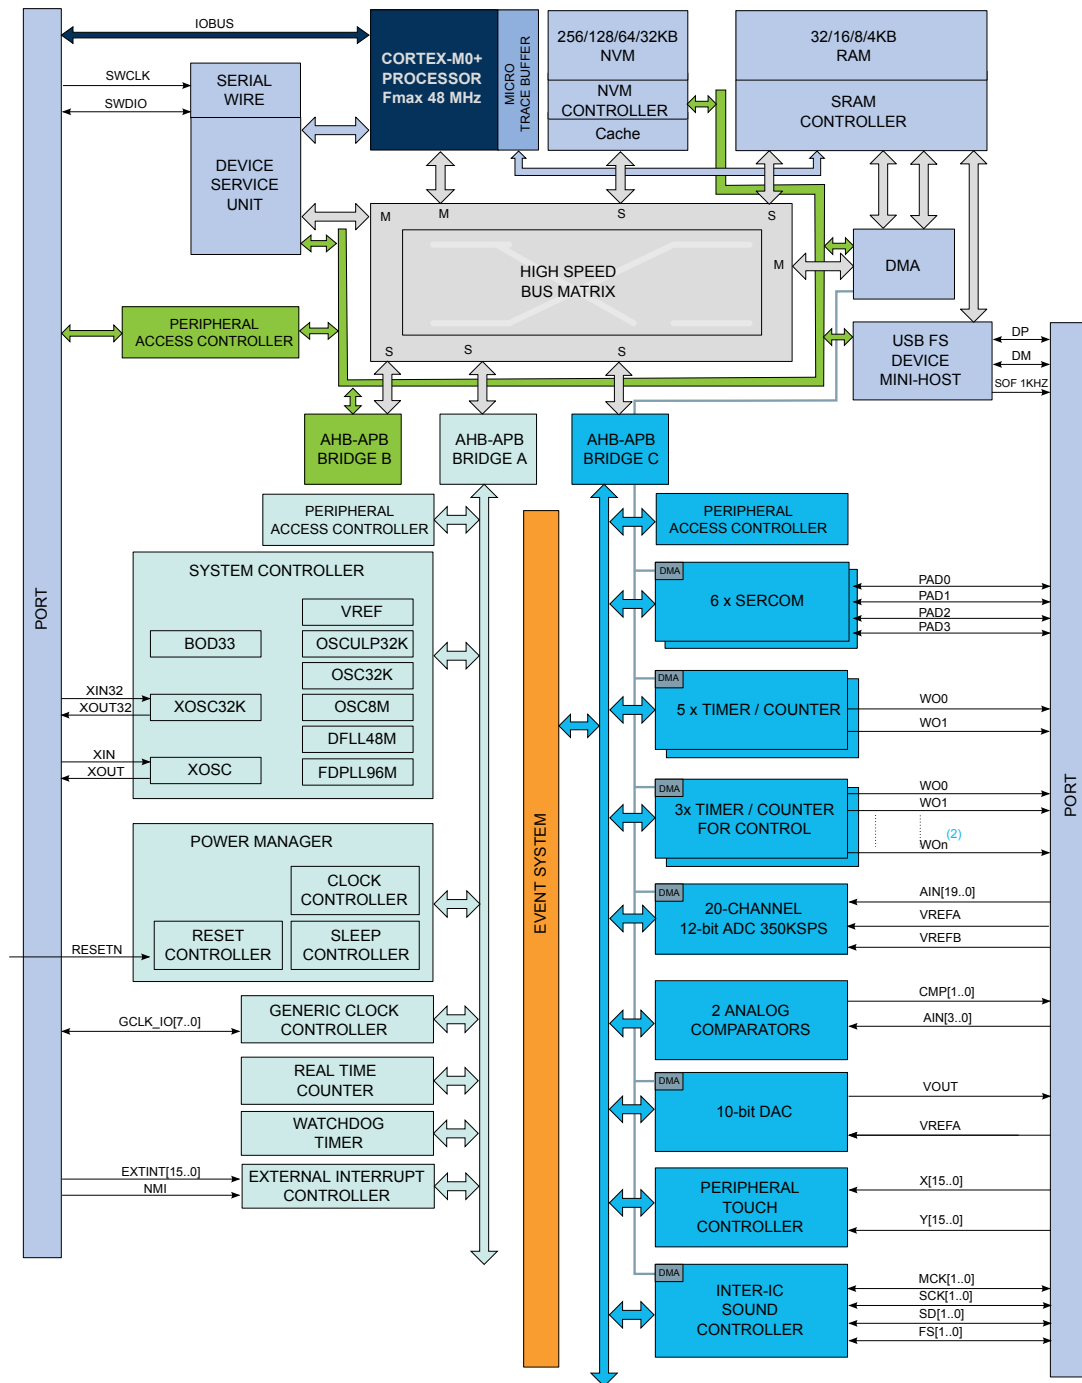 IOBUS
256/128/64/32KB
NVM
32/16/8/4KB
RAM
CORTEX-M0+
PROCESSOR
Fmax 48 MHz
MICRO
TRACE BUFFER
SWCLK
SWDIO
SERIAL
WIRE
NVM
CONTROLLER
Cache
SRAM
CONTROLLER
DEVICE
SERVICE
UNIT
M
M
S
S
HIGH SPEED
BUS MATRIX
M
DMA
PERIPHERAL
ACCESS CONTROLLER
USB FS
DEVICE
MINI-HOST
DP
DM
SOF 1KHZ
S
S
S
AHB-APB
BRIDGE B
AHB-APB
BRIDGE A
AHB-APB
BRIDGE C
PORT
PERIPHERAL
ACCESS CONTROLLER
SYSTEM CONTROLLER
VREF
BOD33
OSCULP32K
OSC32K
XIN32
XOUT32
XOSC32K
OSC8M
DFLL48M
XIN
XOUT
XOSC
FDPLL96M
POWER MANAGER
CLOCK
CONTROLLER
RESETN
RESET
CONTROLLER
SLEEP
CONTROLLER
GCLK_IO[7..0]
GENERIC CLOCK
CONTROLLER
REAL TIME
COUNTER
WATCHDOG
TIMER
EXTINT[15..0]
NMI
EXTERNAL INTERRUPT
CONTROLLER
EVENT SYSTEM
PERIPHERAL
ACCESS CONTROLLER
DMA
6 x SERCOM
PAD0
PAD1
PAD2
PAD3
DMA
5 x TIMER / COUNTER
WO0
WO1
DMA
3x TIMER / COUNTER
FOR CONTROL
WO0
WO1
(2)
WOn
DMA
20-CHANNEL
12-bit ADC 350KSPS
AIN[19..0]
VREFA
VREFB
2 ANALOG
COMPARATORS
CMP[1..0]
AIN[3..0]
DMA
10-bit DAC
VOUT
VREFA
PERIPHERAL
TOUCH
CONTROLLER
X[15..0]
Y[15..0]
DMA
INTER-IC
SOUND
CONTROLLER
MCK[1..0]
SCK[1..0]
SD[1..0]
FS[1..0]
PORT